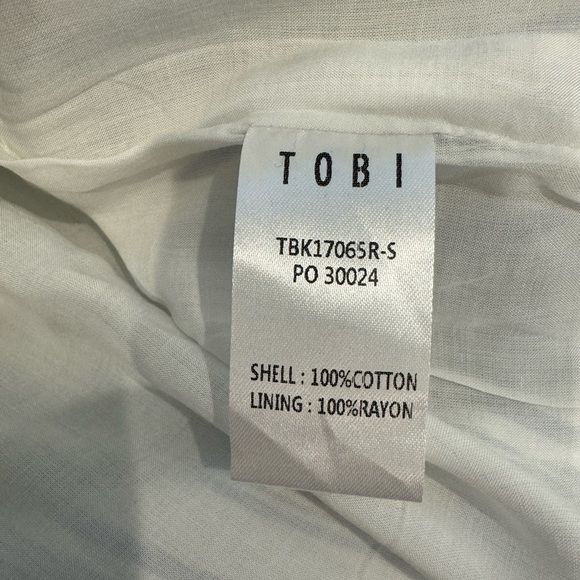 TOBI
TBK17065R-S
PO 30024
SHELL : 100%COTTON
LINING : 100%RAYON